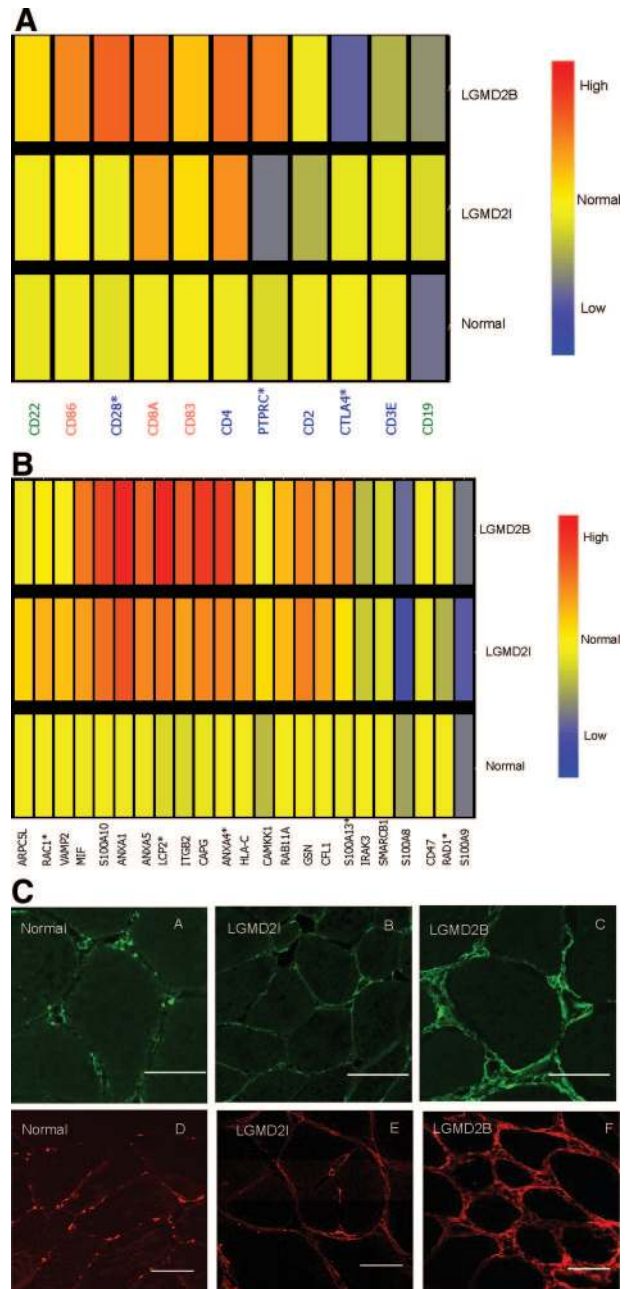 A
LGMD2B
LGMD2I
Normal
High
Normal
Low
CD22
CD86
CD28*
CD8A
CD83
CD4
PTPRC*
CD2
CTLA4*
CD3E
CD19
B
LGMD2B
LGMD2I
Normal
High
Normal
Low
ARPC5L
RAC1*
VAMP2
MIF
S100A10
ANXA1
ANXA5
LCP2*
ITGB2
CAPG
ANXA4*
HLA-C
CAMKK1
RAB11A
GSN
CFL1
S100A13*
IRAK3
SMARCB1
S100A8
CD47
RAD1*
S100A9
C
Normal A
LGMD2I B
LGMD2B C
Normal D
LGMD2I E
LGMD2B F